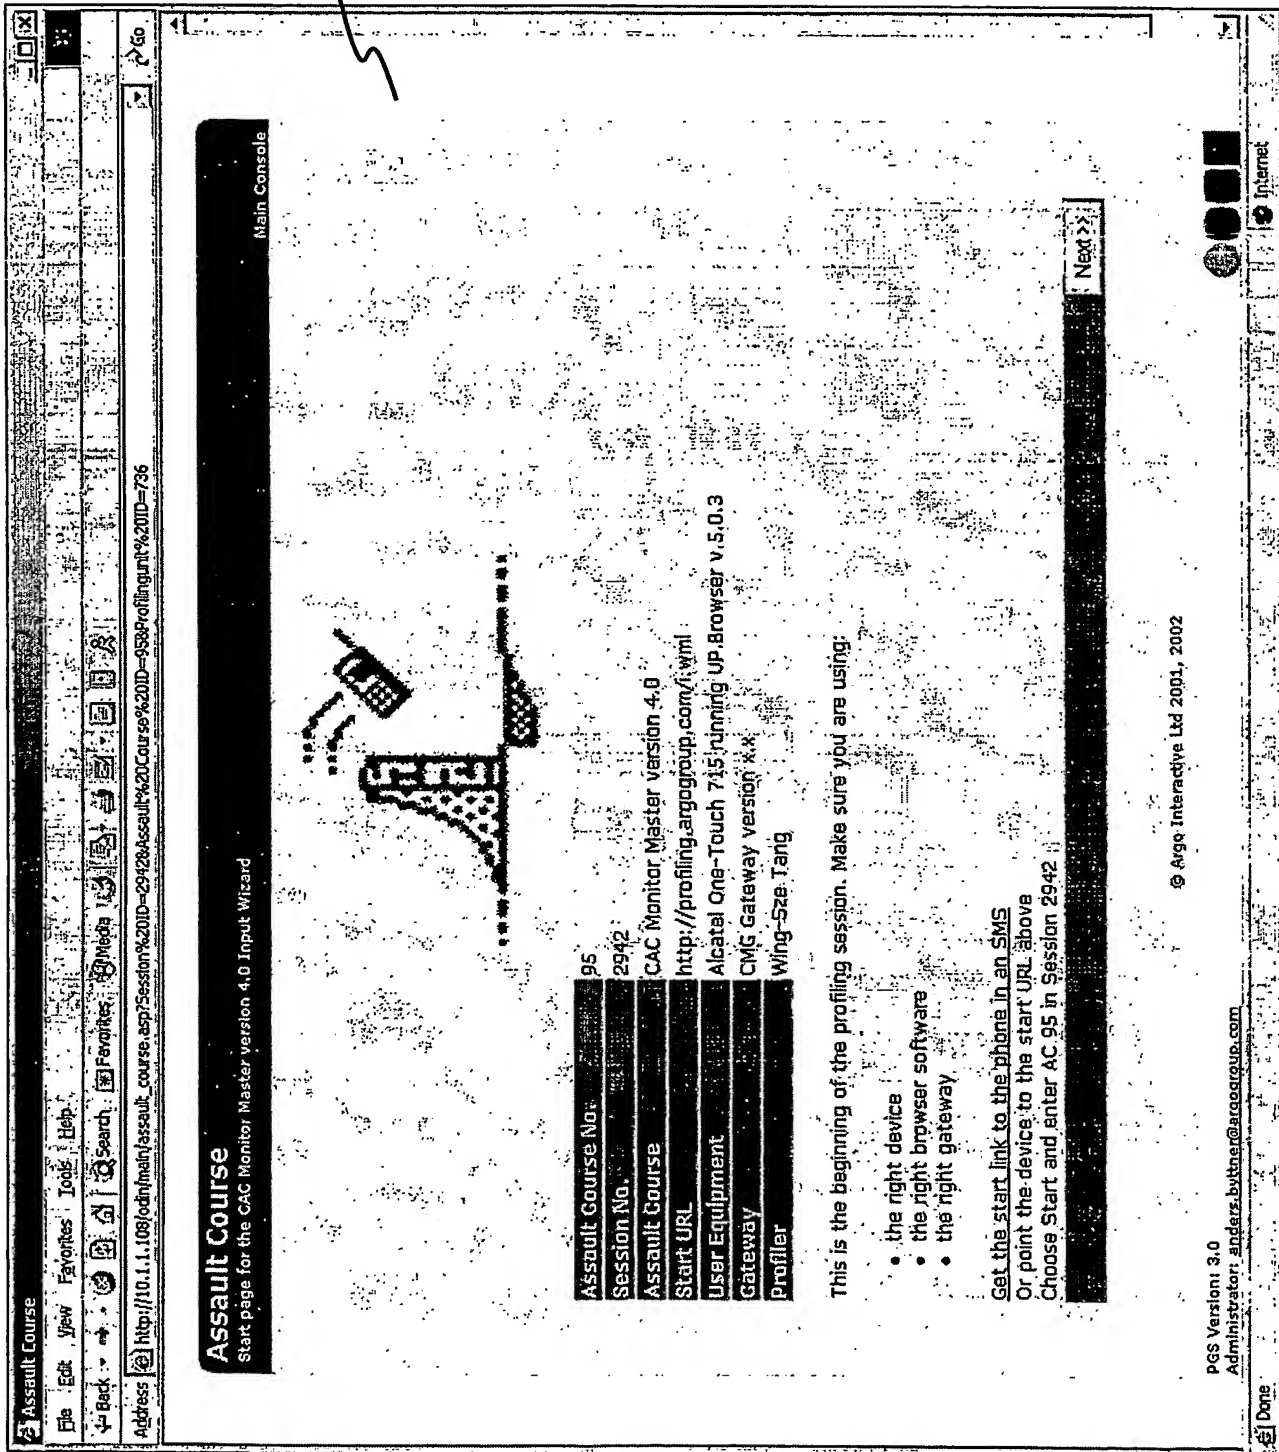 Assault Course
File Edit View Favorites Tools Help
Back Search Favorites Media
Address http://10.1.1.108/odin/main/assault_course.asp?Session%20ID=2942&Assault%20Course%20ID=95&Profilingunit%20ID=736 Go
Assault Course
Start page for the CAC Monitor Master version 4.0 Input Wizard
Main Console
Assault Course No. 95
Session No. 2942
Assault Course CAC Monitor Master version 4.0
Start URL http://profiling.argogroup.com/i.wml
User Equipment Alcatel One-Touch 715 running UP.Browser v.5.0.3
Gateway CMG Gateway version x.x
Profiler Wing-Sze Tang
This is the beginning of the profiling session. Make sure you are using:
• the right device
• the right browser software
• the right gateway
Get the start link to the phone in an SMS
Or point the device to the start URL above
Choose Start and enter AC 95 in Session 2942
Next >>
© Argo Interactive Ltd 2001, 2002
PGS Version: 3.0
Administrator: anders.byttner@argogroup.com
Done Internet